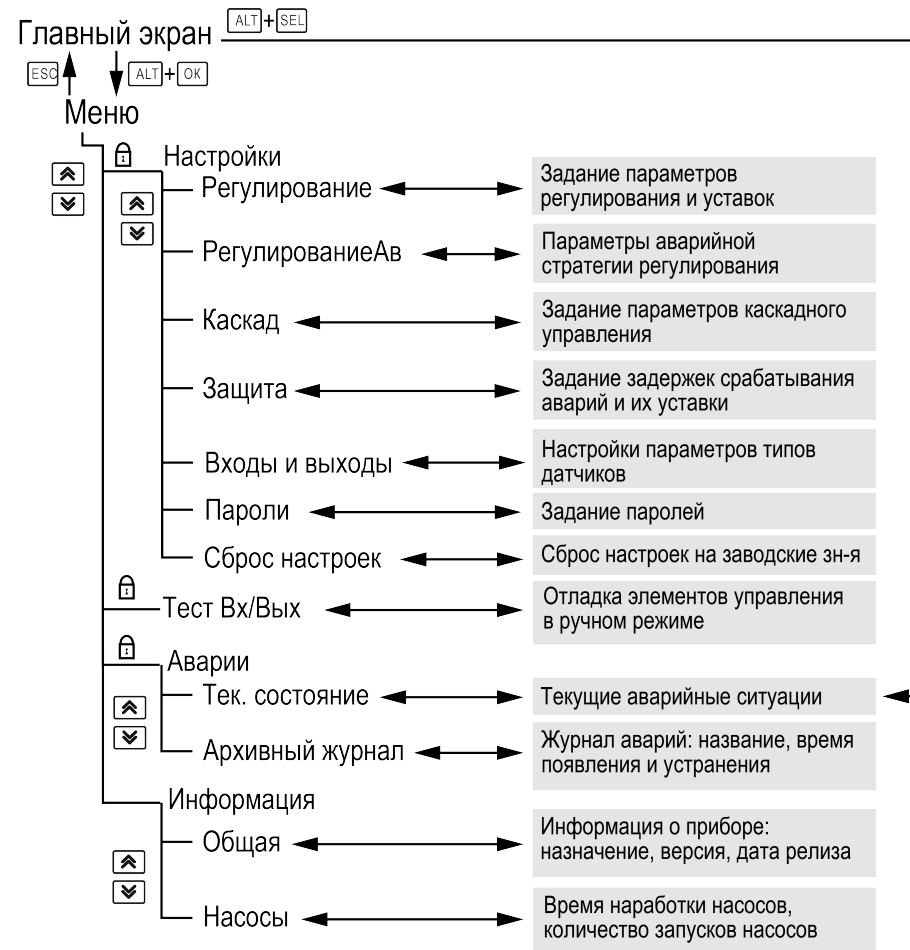 Главный экран ALT+SEL
ESC ALT+OK
Меню
Настройки
Регулирование
Задание параметров
регулирования и уставок
РегулированиеАв
Параметры аварийной
стратегии регулирования
Каскад
Задание параметров каскадного
управления
Защита
Задание задержек срабатывания
аварий и их уставки
Входы и выходы
Настройки параметров типов
датчиков
Пароли
Задание паролей
Сброс настроек
Сброс настроек на заводские зн-я
Тест Вх/Вых
Отладка элементов управления
в ручном режиме
Аварии
Тек. состояние
Текущие аварийные ситуации
Архивный журнал
Журнал аварий: название, время
появления и устранения
Информация
Общая
Информация о приборе:
назначение, версия, дата релиза
Насосы
Время наработки насосов,
количество запусков насосов